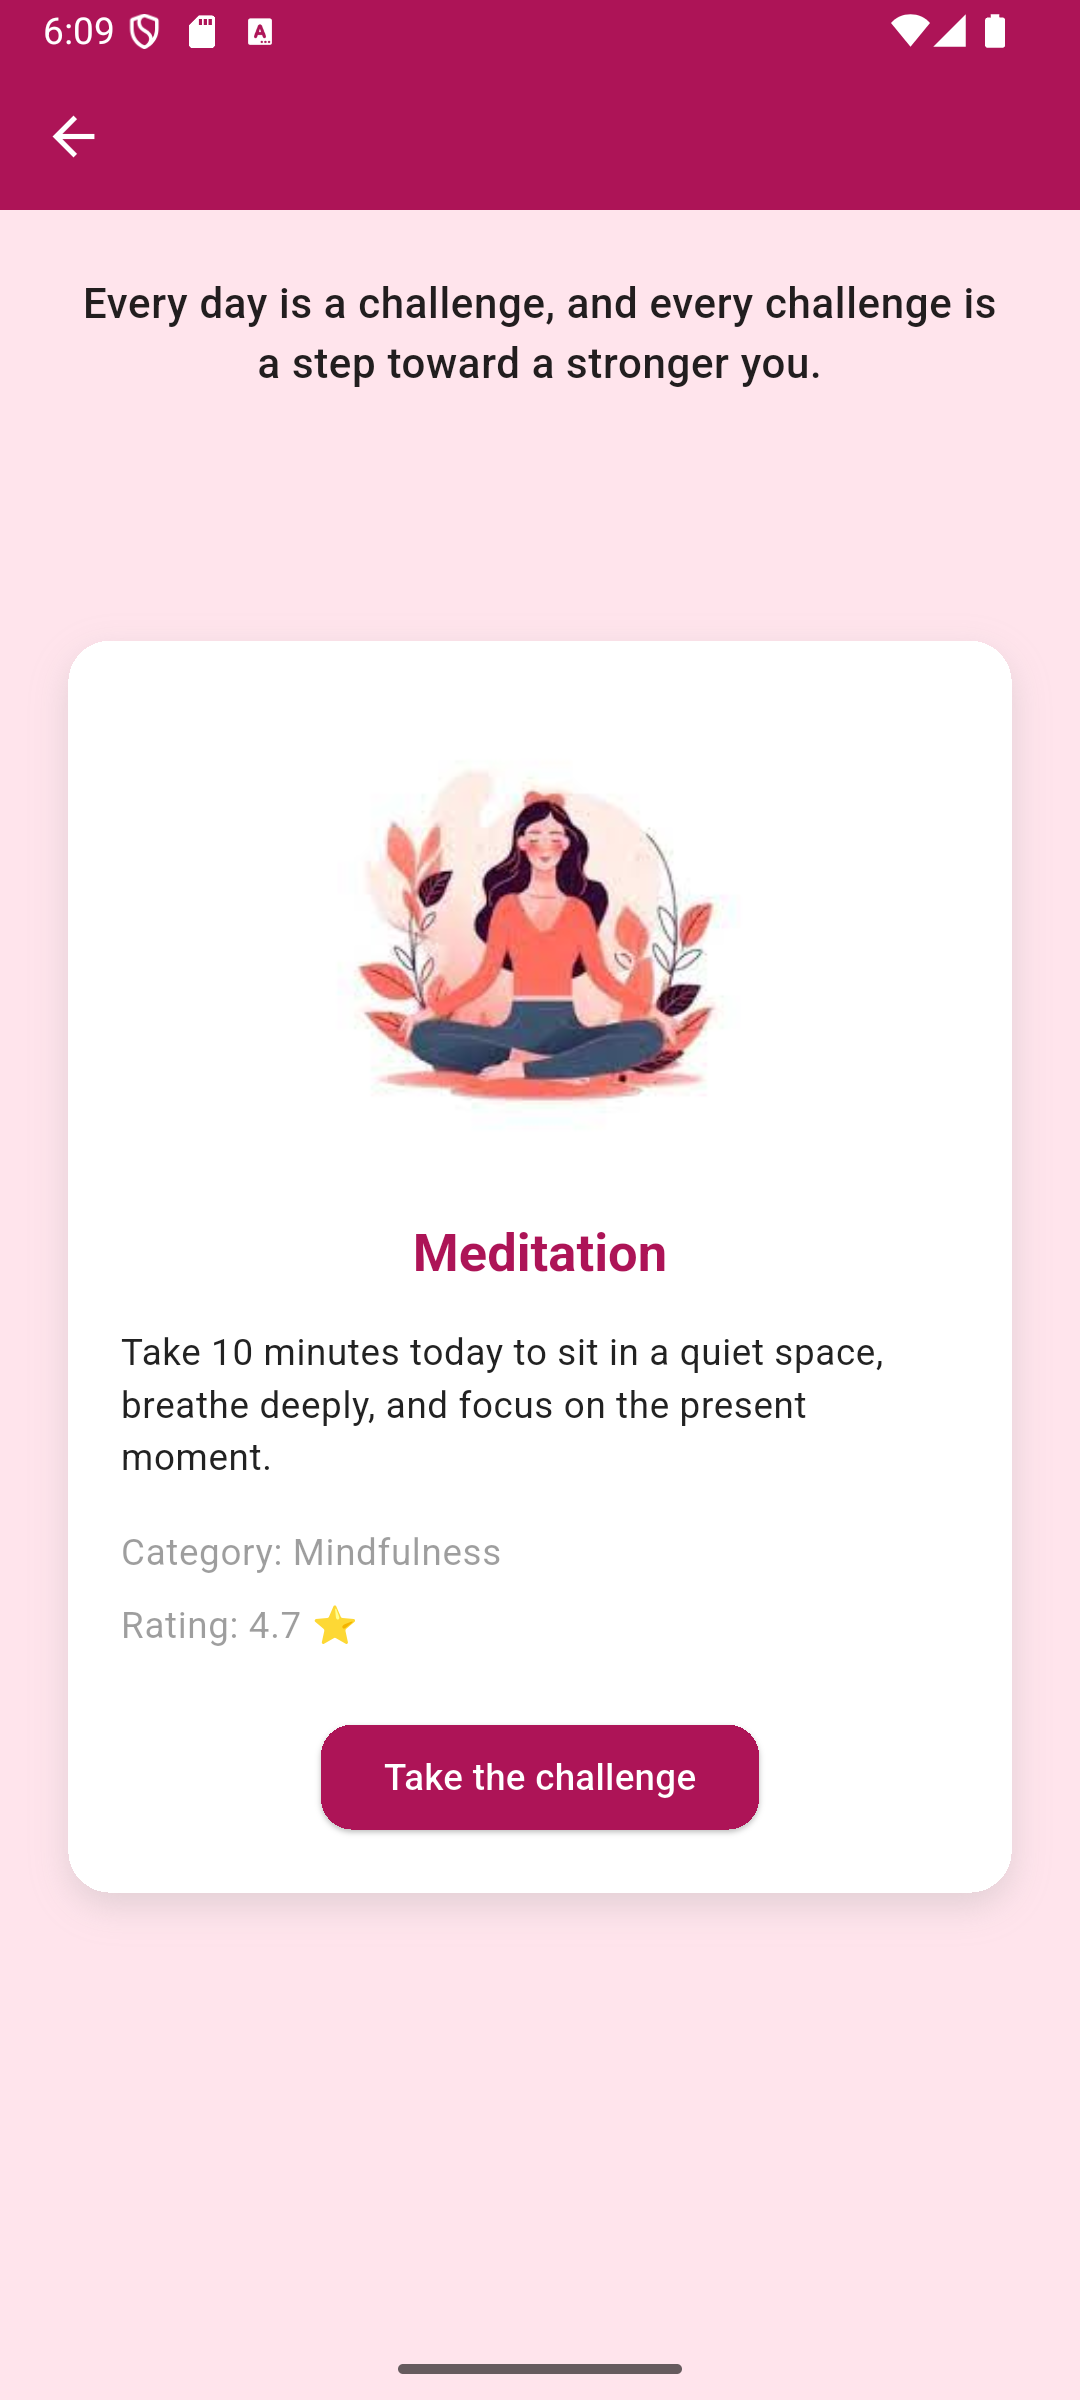 6:09
Every day is a challenge, and every challenge is
a step toward a stronger you.
Meditation
Take 10 minutes today to sit in a quiet space,
breathe deeply, and focus on the present
moment.
Category: Mindfulness
Rating: 4.7 ⭐
Take the challenge